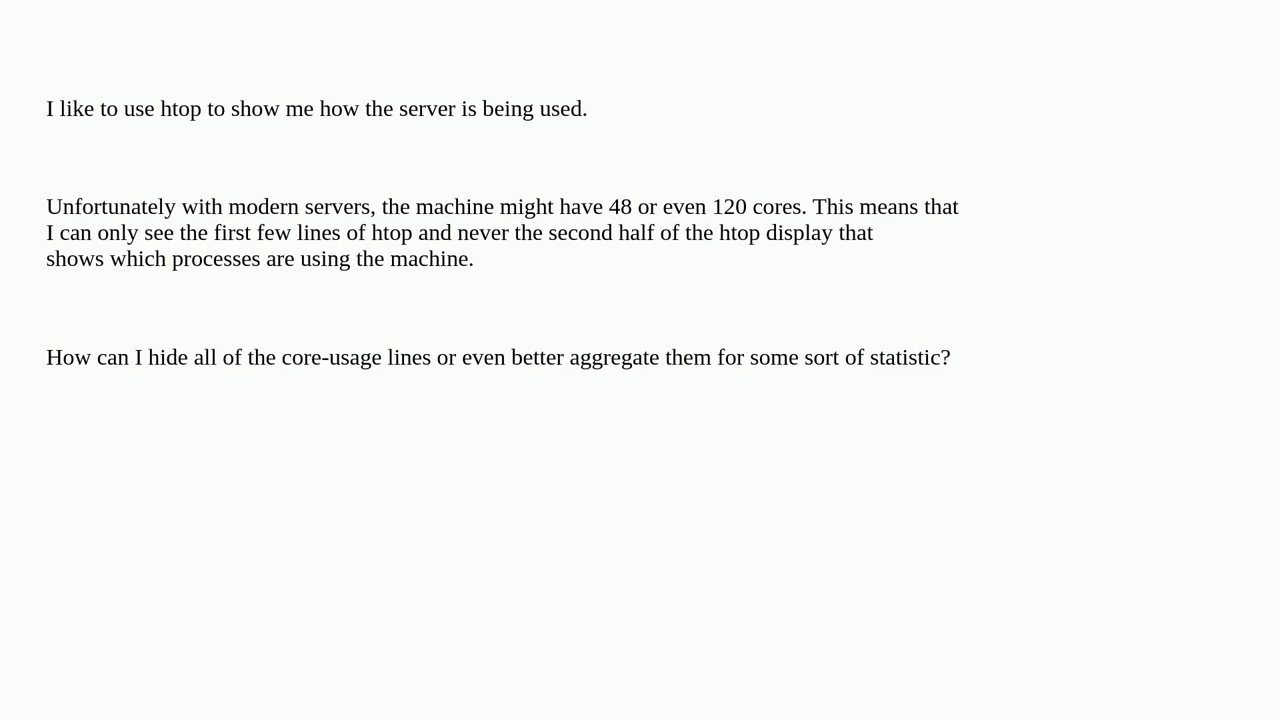 I like to use htop to show me how the server is being used.
Unfortunately with modern servers, the machine might have 48 or even 120 cores. This means that
I can only see the first few lines of htop and never the second half of the htop display that
shows which processes are using the machine.
How can I hide all of the core-usage lines or even better aggregate them for some sort of statistic?